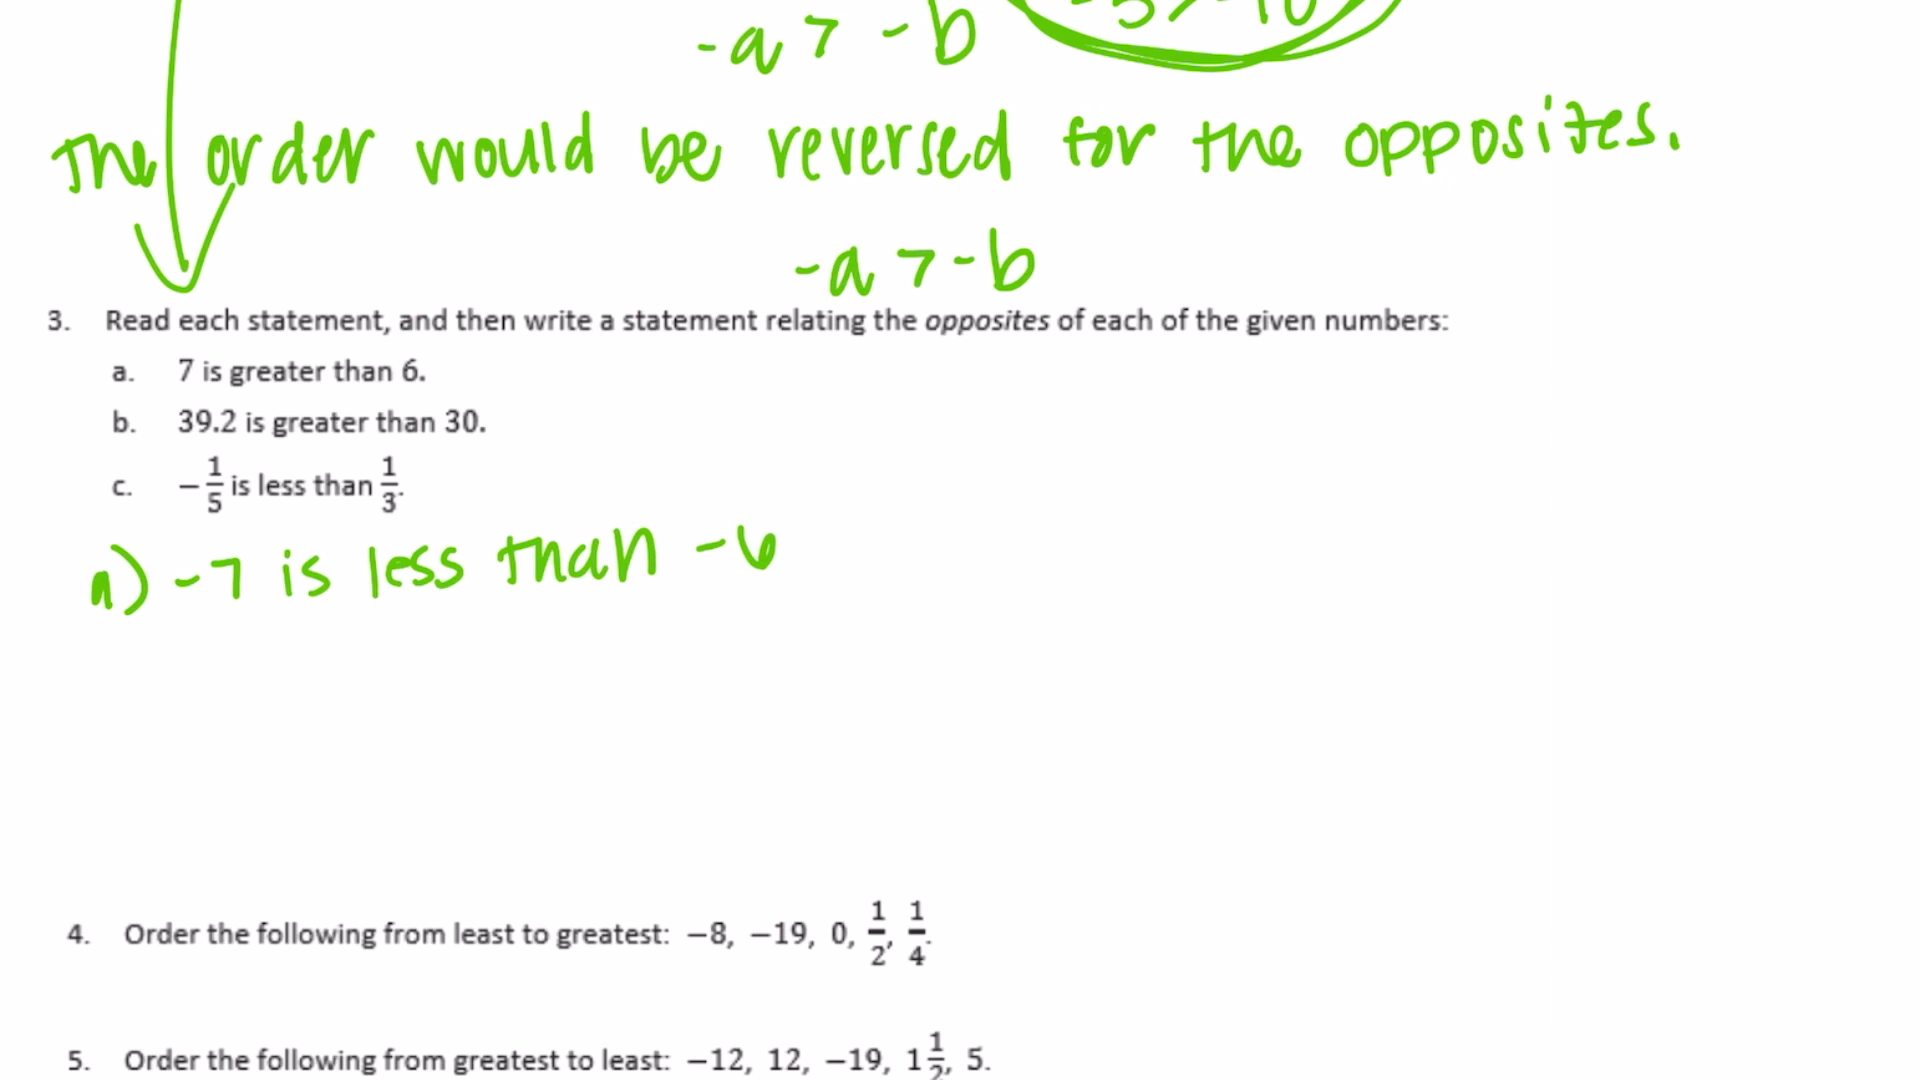 -a > -b -5 > -10
The order would be reversed for the opposites.
-a > -b
3. Read each statement, and then write a statement relating the opposites of each of the given numbers:
a. 7 is greater than 6.
b. 39.2 is greater than 30.
c. −1/5 is less than 1/3.
a) -7 is less than -6
4. Order the following from least to greatest: −8, −19, 0, 1/2, 1/4.
5. Order the following from greatest to least: −12, 12, −19, 1 1/2, 5.